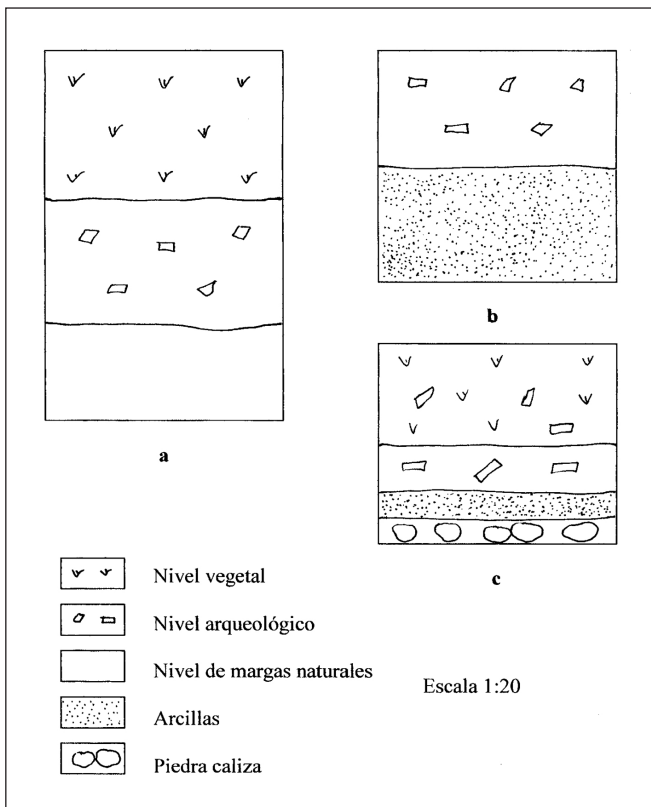 a
b
c
Nivel vegetal
Nivel arqueológico
Nivel de margas naturales
Arcillas
Piedra caliza
Escala 1:20